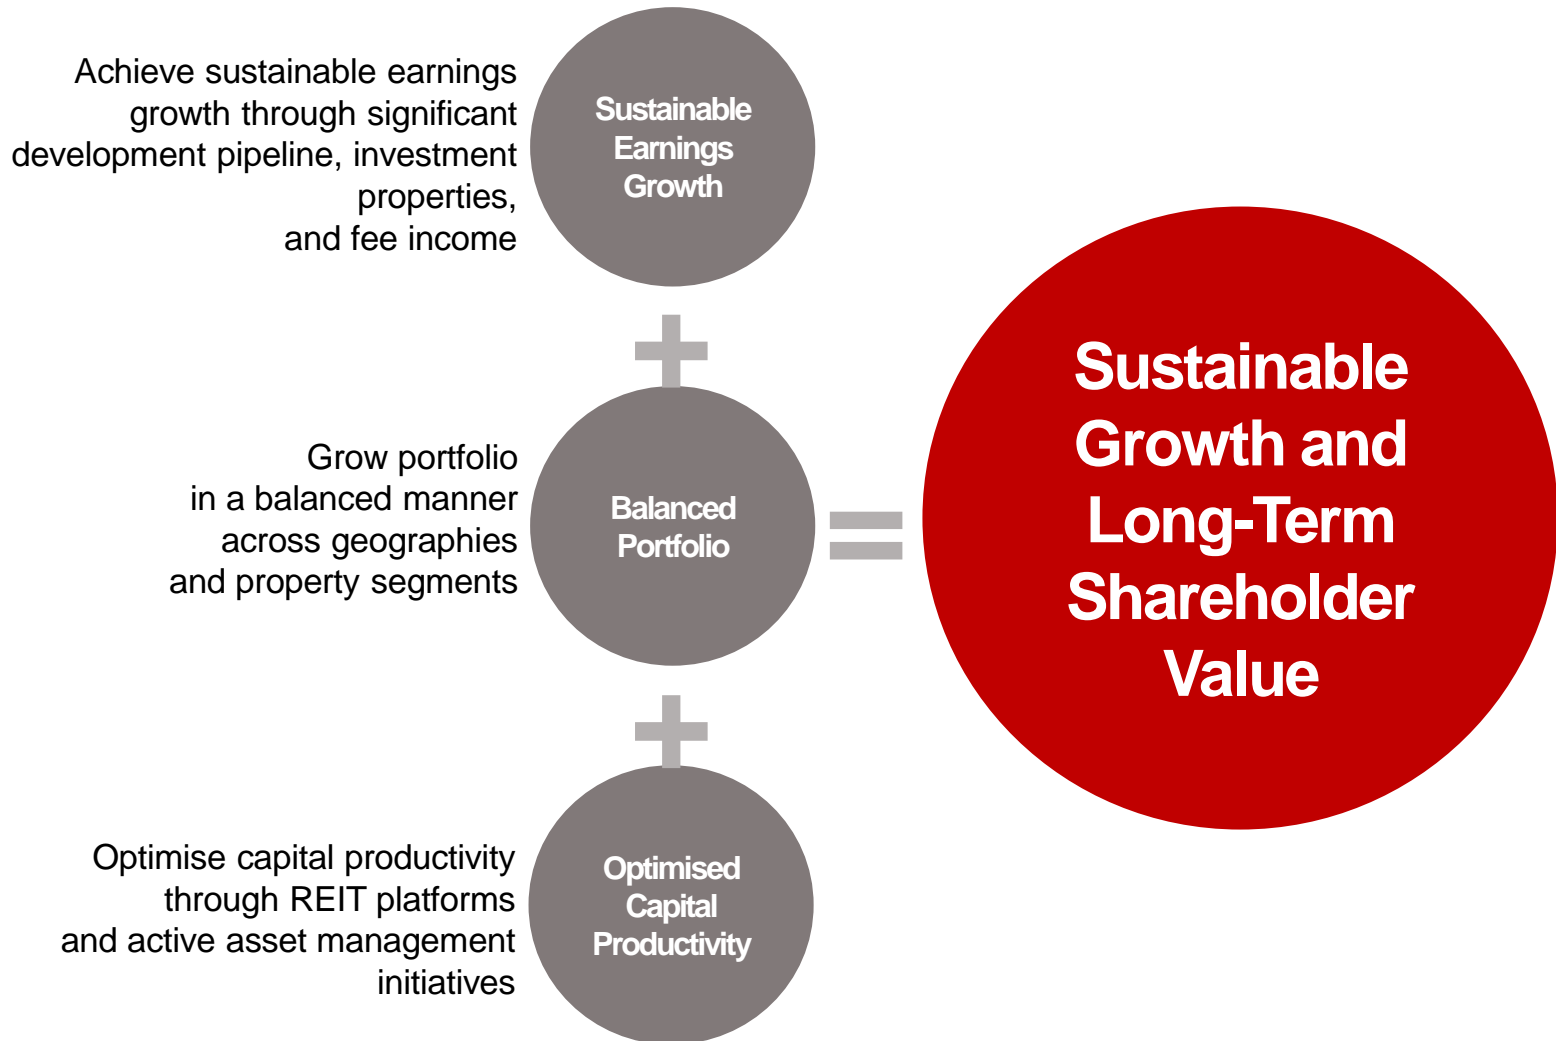 Achieve sustainable earnings
growth through significant
development pipeline, investment
properties,
and fee income
Sustainable
Earnings
Growth
+
Grow portfolio
in a balanced manner
across geographies
and property segments
Balanced
Portfolio
+
Optimise capital productivity
through REIT platforms
and active asset management
initiatives
Optimised
Capital
Productivity
=
Sustainable
Growth and
Long-Term
Shareholder
Value